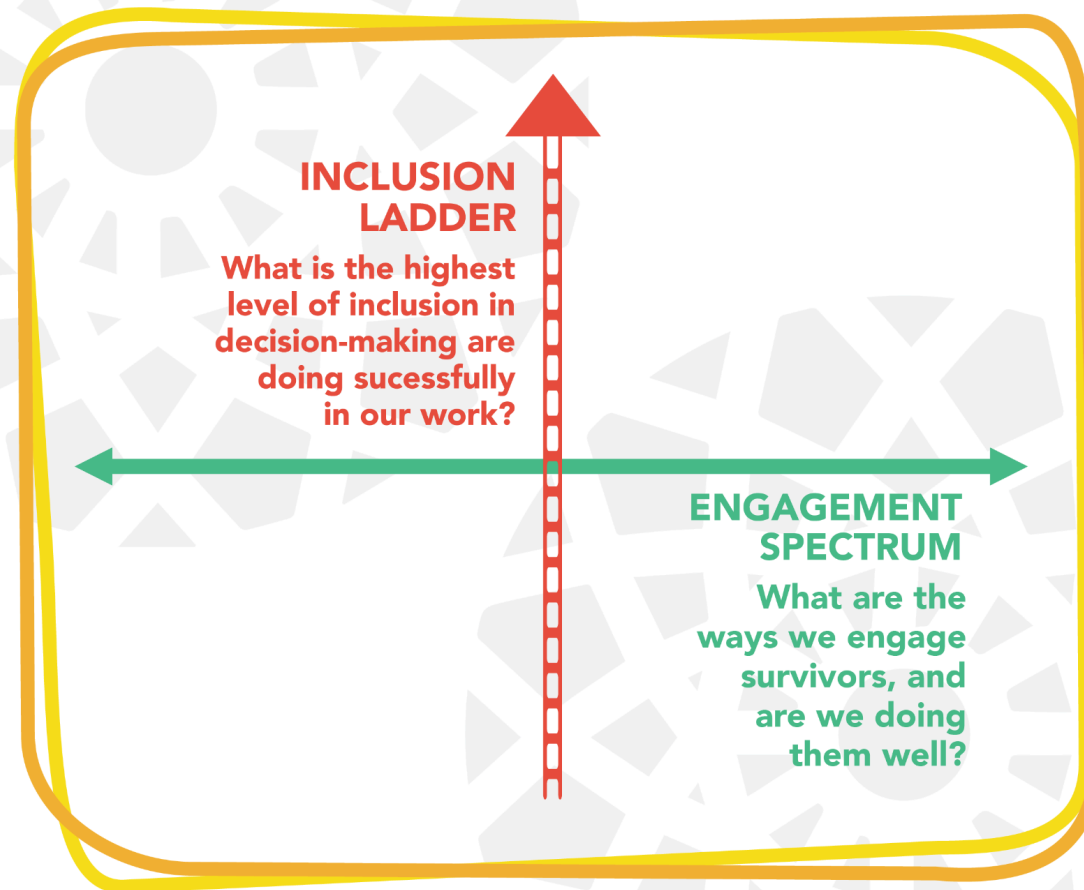 INCLUSION
LADDER
What is the highest
level of inclusion in
decision-making are
doing sucessfully
in our work?
ENGAGEMENT
SPECTRUM
What are the
ways we engage
survivors, and
are we doing
them well?